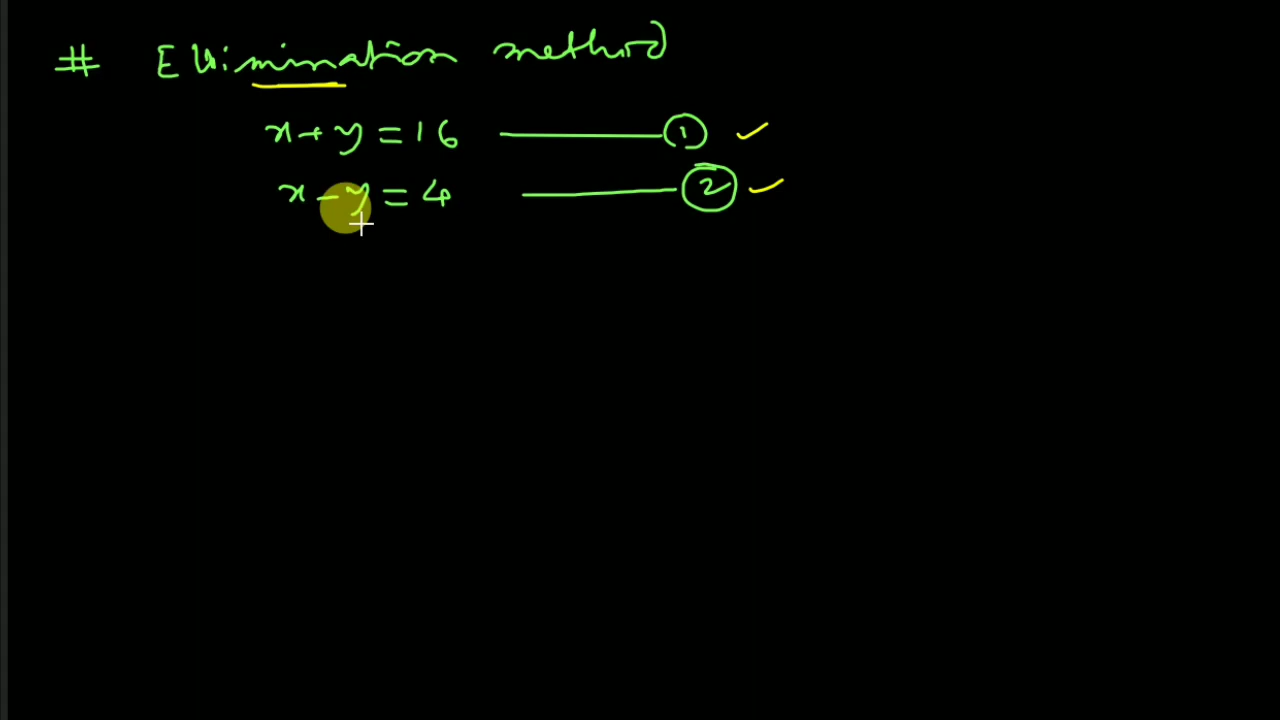 # Elimination method
x + y = 16 ——— ①
x - y = 4 ——— ②